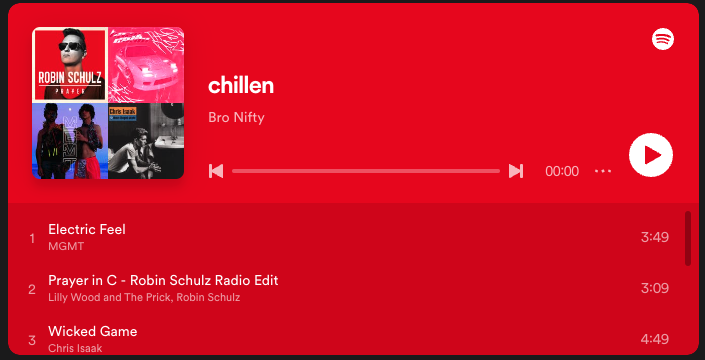 ROBIN SCHULZ
PRAYER
MGMT
Chris Isaak
chillen
Bro Nifty
00:00
1
Electric Feel
MGMT
3:49
2
Prayer in C - Robin Schulz Radio Edit
Lilly Wood and The Prick, Robin Schulz
3:09
3
Wicked Game
Chris Isaak
4:49